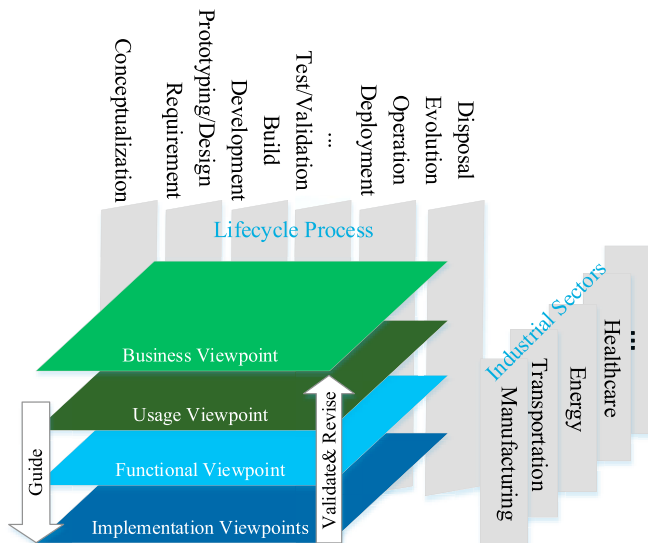 Conceptualization
Requirement
Prototyping/Design
Development
Build
Test/Validation
...
Deployment
Operation
Evolution
Disposal
Lifecycle Process
Industrial Sectors
Manufacturing
Transportation
Energy
Healthcare
...
Business Viewpoint
Usage Viewpoint
Functional Viewpoint
Implementation Viewpoints
Guide
Validate& Revise